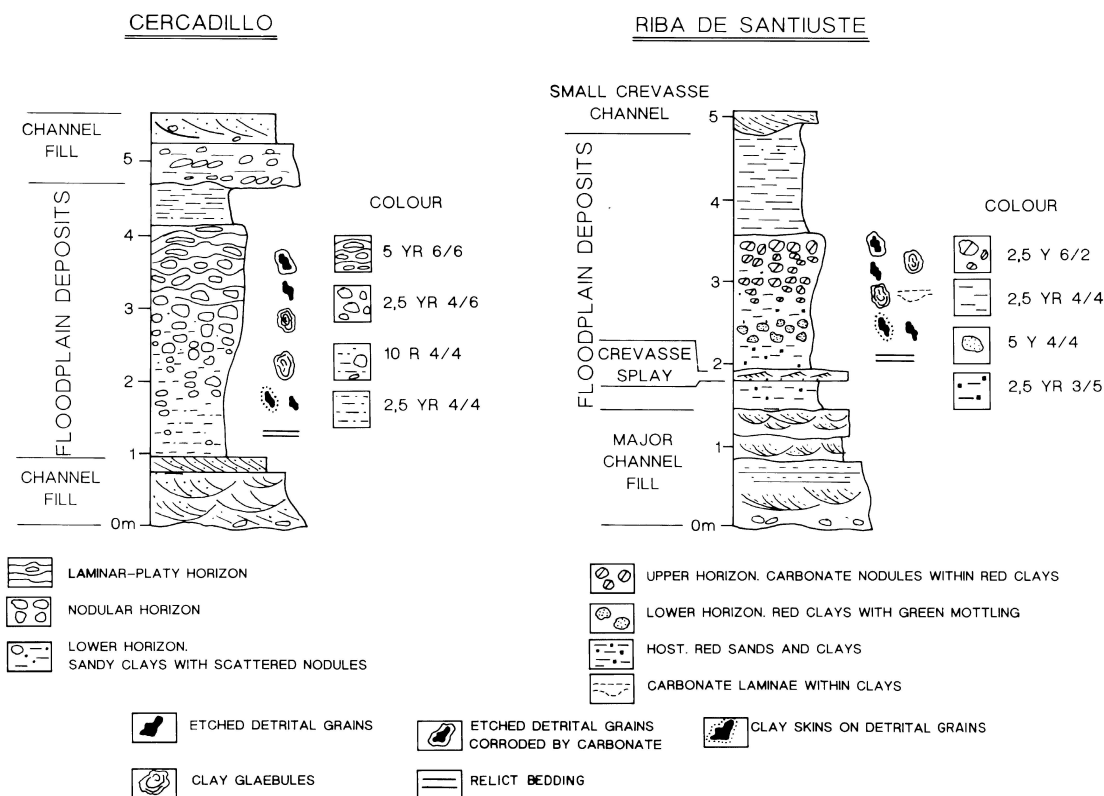 CERCADILLO
CHANNEL
FILL
5
4
3
2
1
0m
FLOODPLAIN DEPOSITS
CHANNEL
FILL
COLOUR
5 YR 6/6
2,5 YR 4/6
10 R 4/4
2,5 YR 4/4
RIBA DE SANTIUSTE
SMALL CREVASSE
CHANNEL
5
4
3
2
1
0m
FLOODPLAIN DEPOSITS
CREVASSE
SPLAY
MAJOR
CHANNEL
FILL
COLOUR
2,5 Y 6/2
2,5 YR 4/4
5 Y 4/4
2,5 YR 3/5
LAMINAR-PLATY HORIZON
NODULAR HORIZON
LOWER HORIZON.
SANDY CLAYS WITH SCATTERED NODULES
UPPER HORIZON. CARBONATE NODULES WITHIN RED CLAYS
LOWER HORIZON. RED CLAYS WITH GREEN MOTTLING
HOST. RED SANDS AND CLAYS
CARBONATE LAMINAE WITHIN CLAYS
ETCHED DETRITAL GRAINS
ETCHED DETRITAL GRAINS
CORRODED BY CARBONATE
CLAY SKINS ON DETRITAL GRAINS
CLAY GLAEBULES
RELICT BEDDING